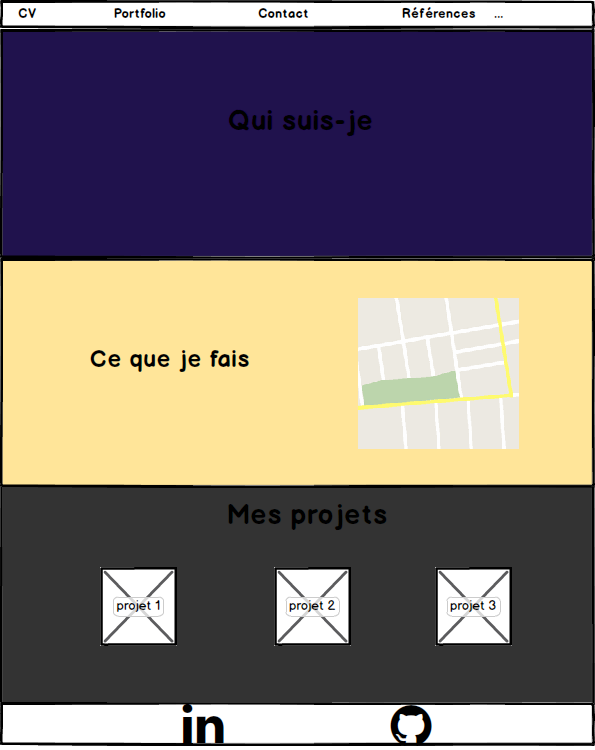 CV Portfolio Contact Références ...
Qui suis-je
Ce que je fais
Mes projets
projet 1 projet 2 projet 3
in